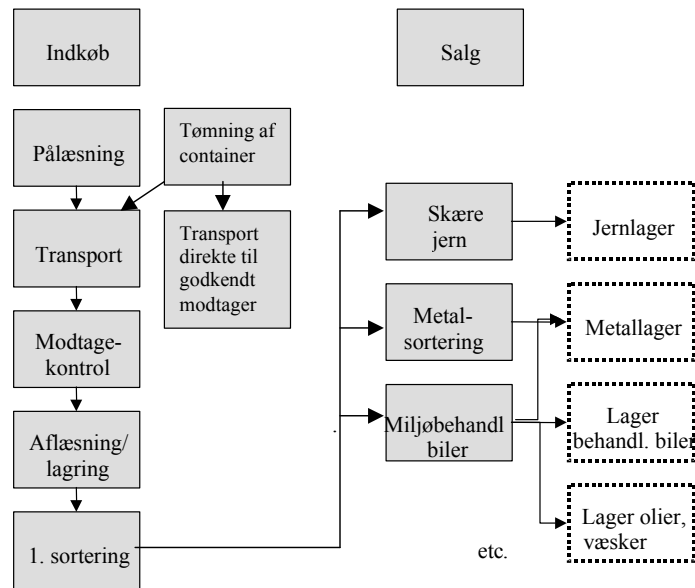 Indkøb
Salg
Pålæsning
Tømning af
container
Transport
Transport
direkte til
godkendt
modtager
Skære
jern
Jernlager
Modtage-
kontrol
Metal-
sortering
Metallager
Aflæsning/
lagring
Miljøbehandl
biler
Lager
behandl. biler
1. sortering
etc.
Lager olier,
væsker